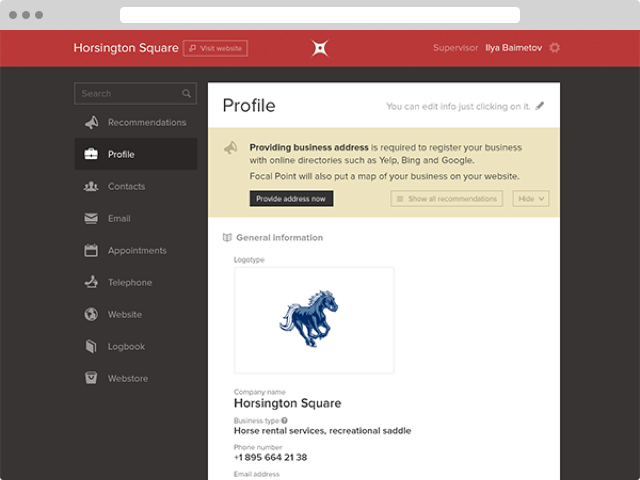 Horsington Square
Visit website
Supervisor Ilya Baimetov
Search
Recommendations
Profile
Contacts
Email
Appointments
Telephone
Website
Logbook
Webstore
Profile
You can edit info just clicking on it.
Providing business address is required to register your business
with online directories such as Yelp, Bing and Google.
Focal Point will also put a map of your business on your website.
Provide address now
Show all recommendations
Hide
General information
Logotype
Company name
Horsington Square
Business type
Horse rental services, recreational saddle
Phone number
+1 895 664 21 38
Email address